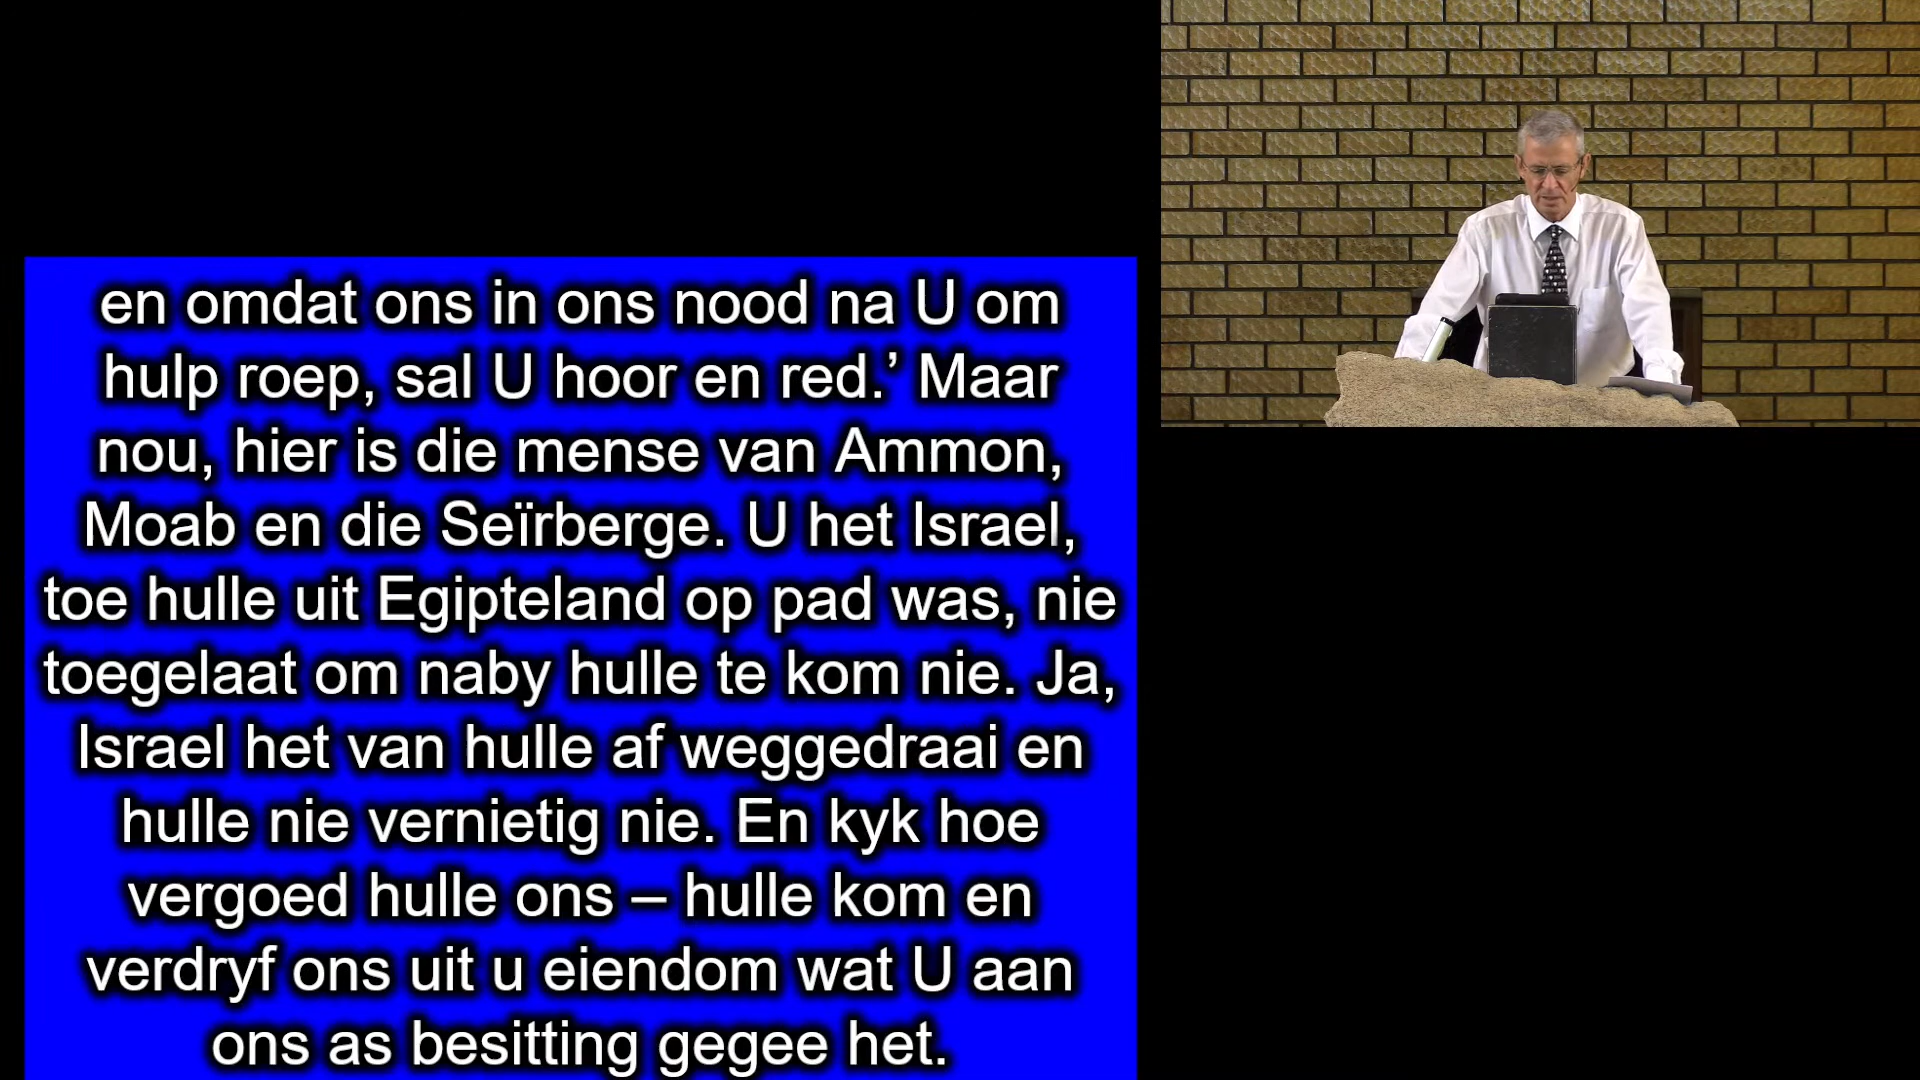 en omdat ons in ons nood na U om
hulp roep, sal U hoor en red.’ Maar
nou, hier is die mense van Ammon,
Moab en die Seïrberge. U het Israel,
toe hulle uit Egipteland op pad was, nie
toegelaat om naby hulle te kom nie. Ja,
Israel het van hulle af weggedraai en
hulle nie vernietig nie. En kyk hoe
vergoed hulle ons – hulle kom en
verdryf ons uit u eiendom wat U aan
ons as besitting gegee het.